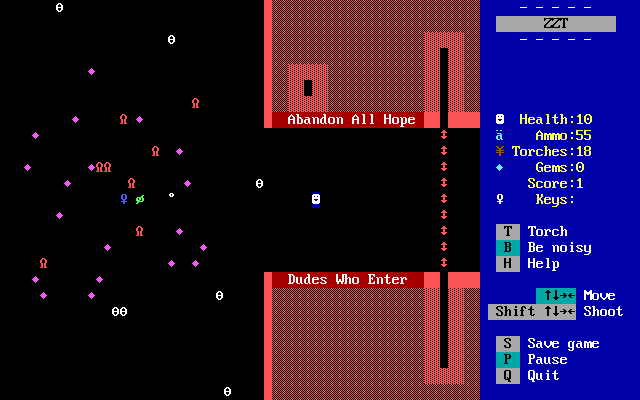 ZZT
Abandon All Hope
Dudes Who Enter
Health:10
Ammo:55
Torches:18
Gems:0
Score:1
Keys:
T Torch
B Be noisy
H Help
↑↓→← Move
Shift ↑↓→← Shoot
S Save game
P Pause
Q Quit